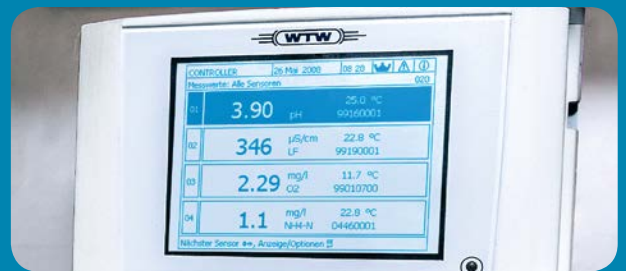 WTW
CONTROLLER 26 Mai 2008 08 20
Messwerte: Alle Sensoren 020
01 3.90 pH 25.0 °C 99160001
02 346 µS/cm LF 22.8 °C 99190001
03 2.29 mg/l O2 11.7 °C 99010700
04 1.1 mg/l NH4-N 22.8 °C 04460001
Nächster Sensor, Anzeige/Optionen